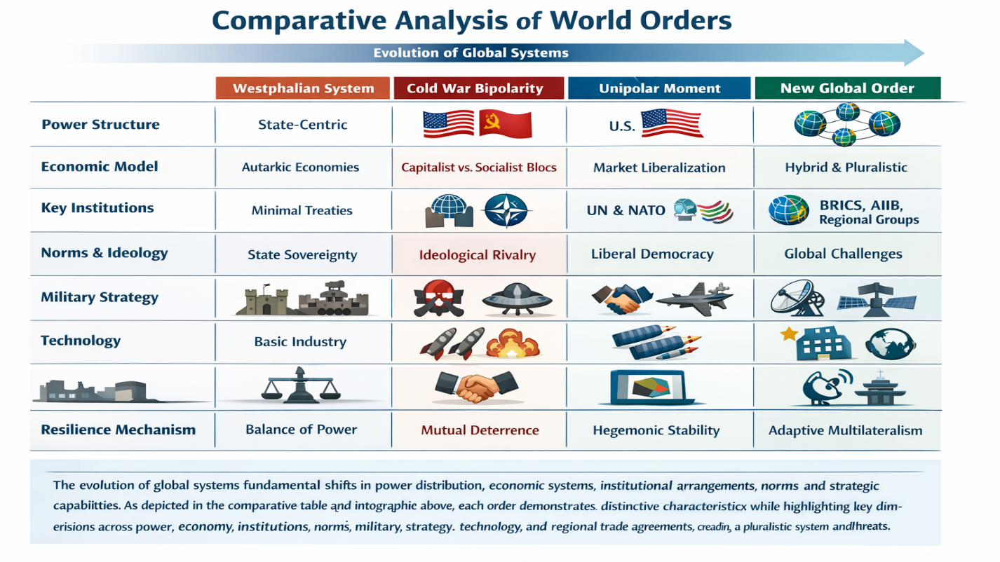 Comparative Analysis of World Orders
Evolution of Global Systems
Westphalian System Cold War Bipolarity Unipolar Moment New Global Order
Power Structure State-Centric U.S.
Economic Model Autarkic Economies Capitalist vs. Socialist Blocs Market Liberalization Hybrid & Pluralistic
Key Institutions Minimal Treaties UN & NATO BRICS, AIIB,
Regional Groups
Norms & Ideology State Sovereignty Ideological Rivalry Liberal Democracy Global Challenges
Military Strategy
Technology Basic Industry
Resilience Mechanism Balance of Power Mutual Deterrence Hegemonic Stability Adaptive Multilateralism
The evolution of global systems fundamental shifts in power distribution, economic systems, institutional arrangements, norms and strategic
capabiitties. As depicted in the comparative table and intographic above, each order demonstrates. distinctive characteristicx while highlighting key dim-
erisions across power, economy, institutions, norms, military, strategy. technology, and regional trade agreements, creadin, a pluralistic system andlhreats.